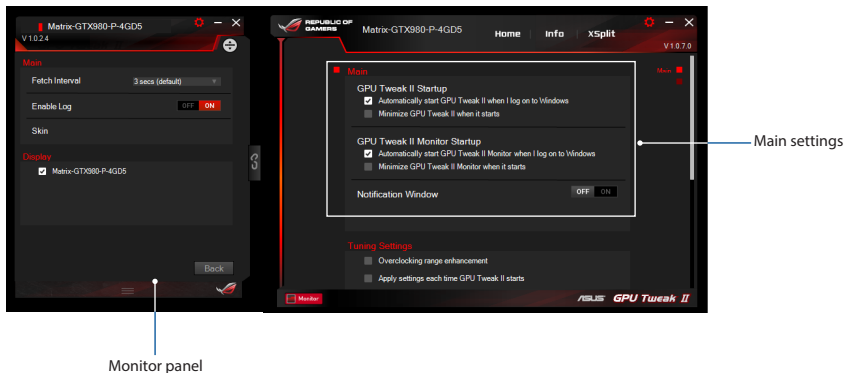 Matrix-GTX980-P-4GD5
V 1.0.2.4
Main
Fetch Interval 3 secs (default)
Enable Log OFF ON
Skin
Display
Matrix-GTX980-P-4GD5
Back
REPUBLIC OF
GAMERS
Matrix-GTX980-P-4GD5
Home Info XSplit
V 1.0.7.0
Main
Main
GPU Tweak II Startup
Automatically start GPU Tweak II when I log on to Windows
Minimize GPU Tweak II when it starts
GPU Tweak II Monitor Startup
Automatically start GPU Tweak II Monitor when I log on to Windows
Minimize GPU Tweak II Monitor when it starts
Notification Window OFF ON
Tuning Settings
Overclocking range enhancement
Apply settings each time GPU Tweak II starts
Monitor
ASUS GPU Tweak II
Main settings
Monitor panel